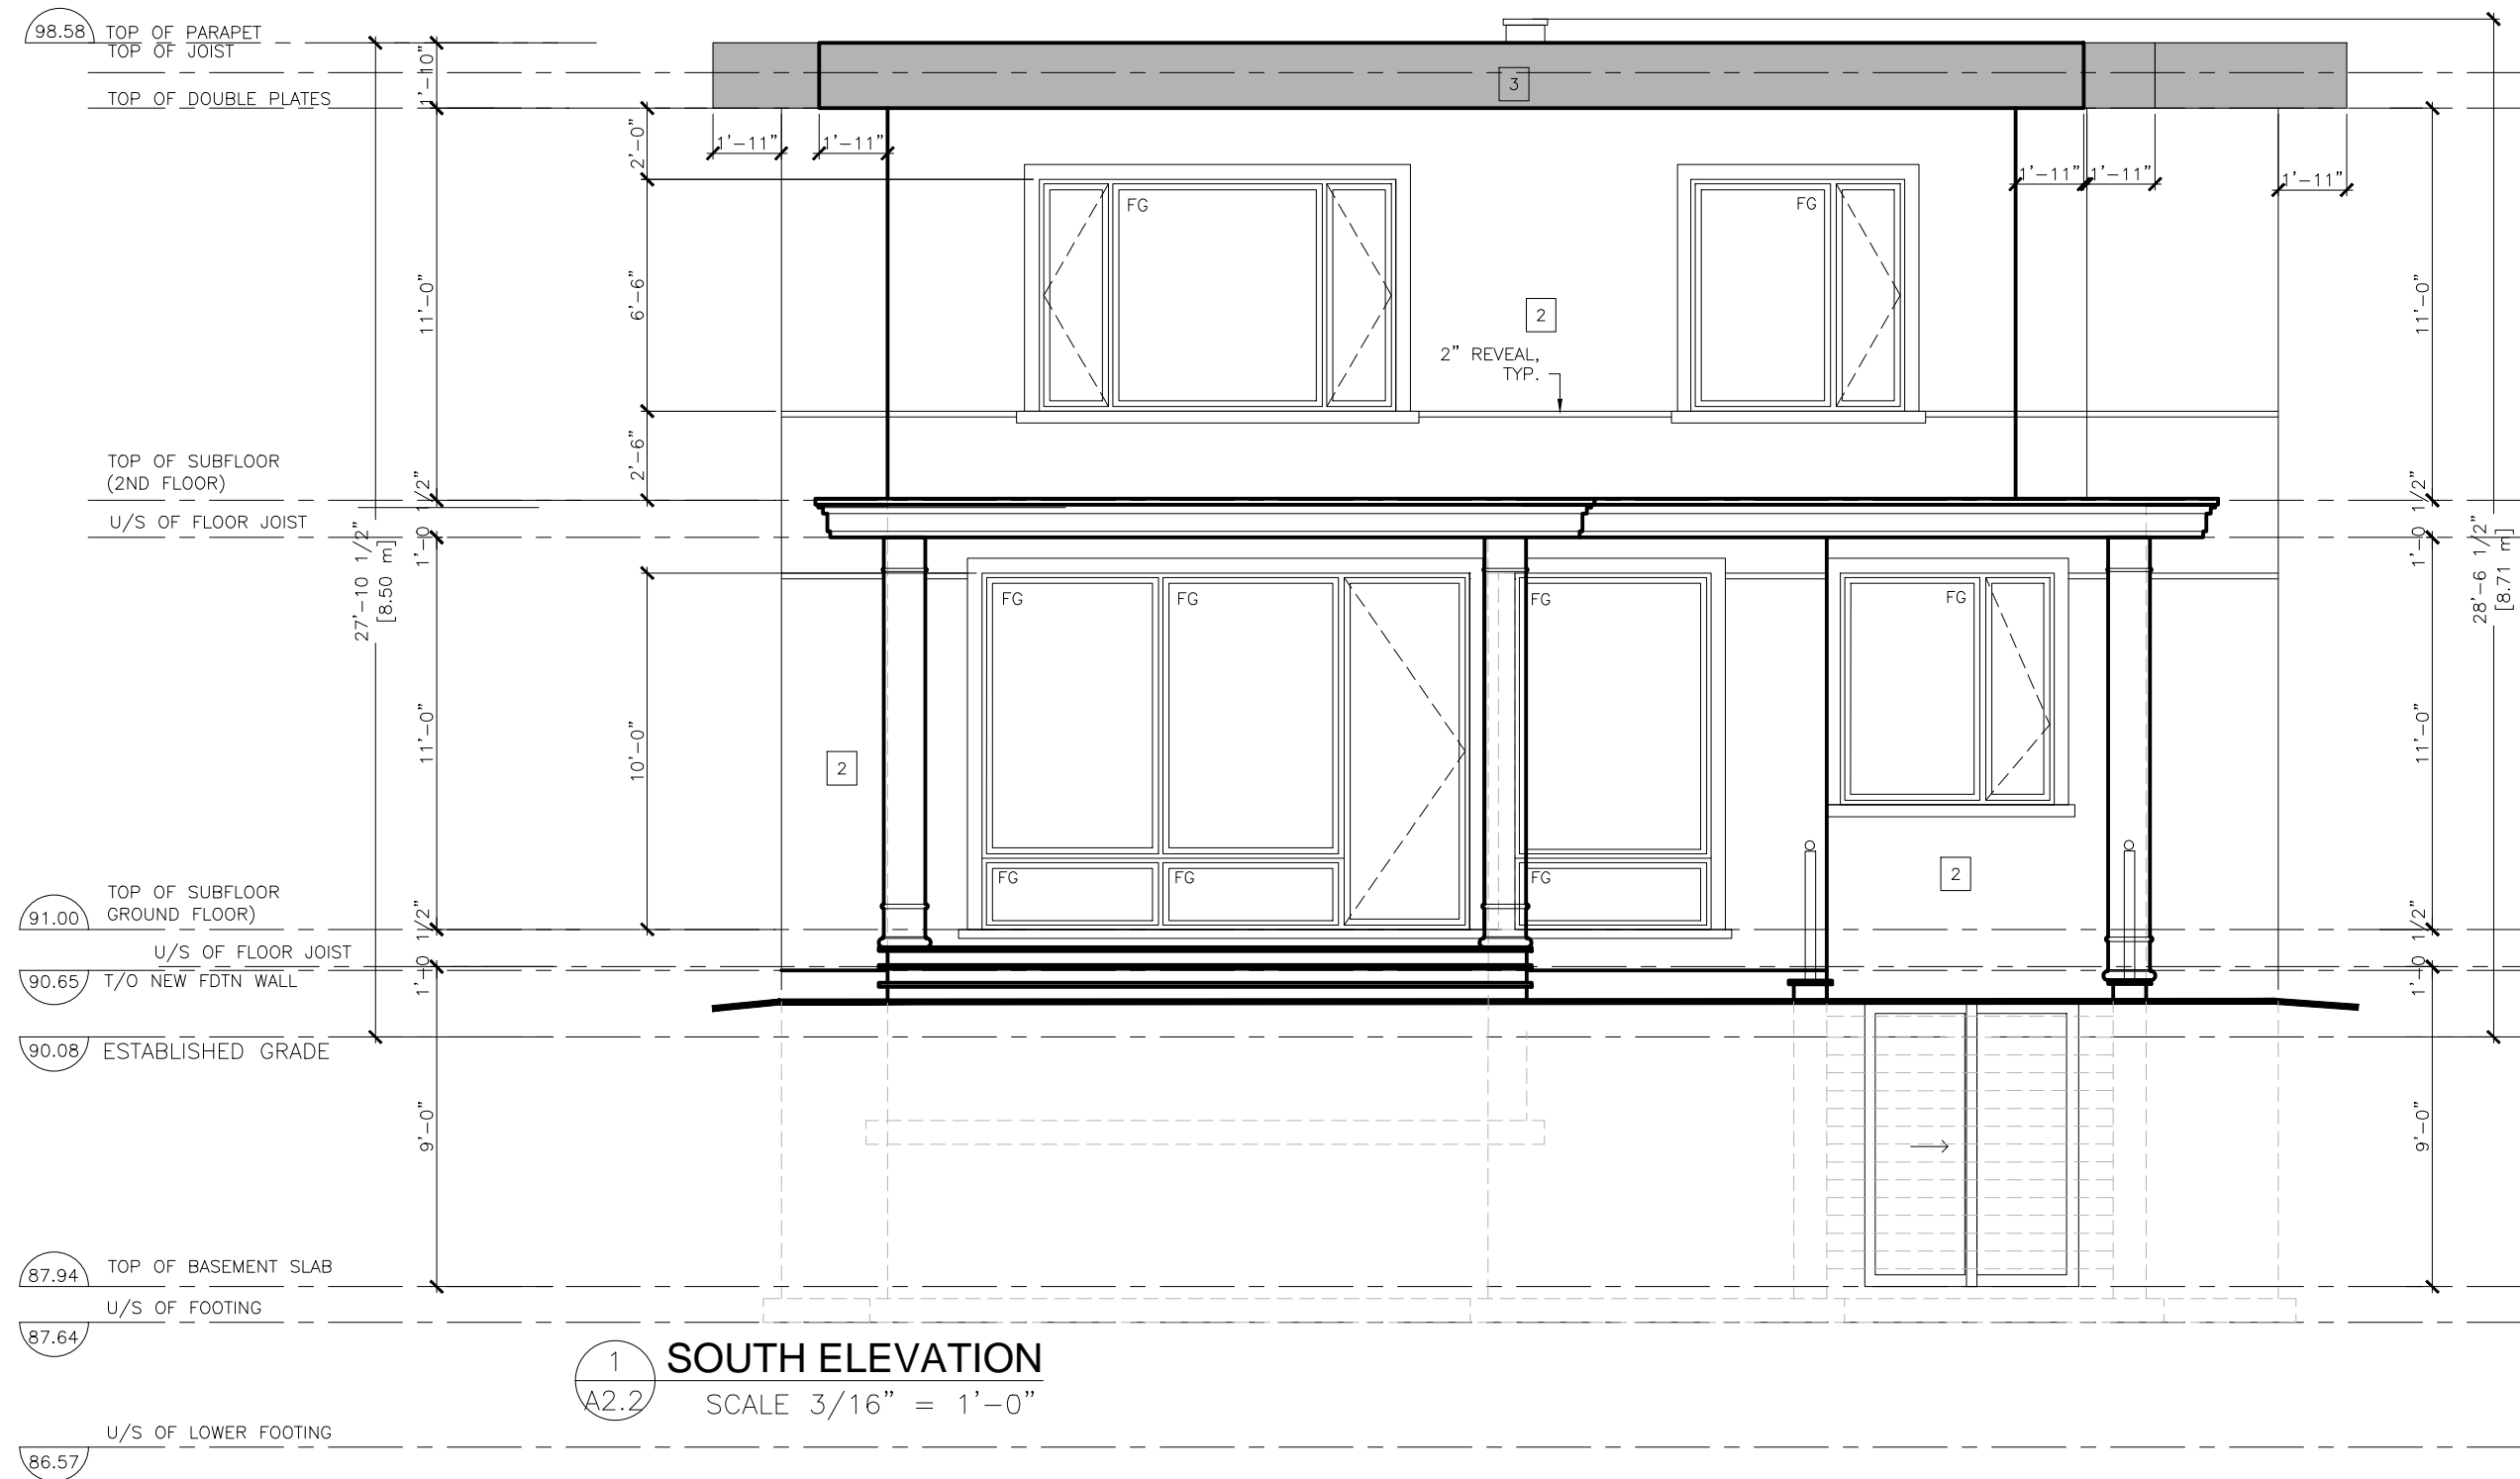 98.58
TOP OF PARAPET
TOP OF JOIST
TOP OF DOUBLE PLATES
1'-10"
2'-0"
1'-11"
1'-11"
3
1'-11"
1'-11"
1'-11"
FG
FG
11'-0"
6'-6"
2
2" REVEAL,
TYP.
11'-0"
2'-6"
TOP OF SUBFLOOR
(2ND FLOOR)
U/S OF FLOOR JOIST
1'-0 1/2"
27'-10 1/2"
[8.50 m]
1'-0 1/2"
28'-6 1/2"
[8.71 m]
FG
FG
FG
FG
11'-0"
10'-0"
2
11'-0"
FG
FG
FG
2
TOP OF SUBFLOOR
GROUND FLOOR)
91.00
U/S OF FLOOR JOIST
1'-0 1/2"
1'-0 1/2"
90.65
T/O NEW FDTN WALL
90.08
ESTABLISHED GRADE
9'-0"
9'-0"
87.94
TOP OF BASEMENT SLAB
U/S OF FOOTING
87.64
1
A2.2
SOUTH ELEVATION
SCALE 3/16" = 1'-0"
U/S OF LOWER FOOTING
86.57